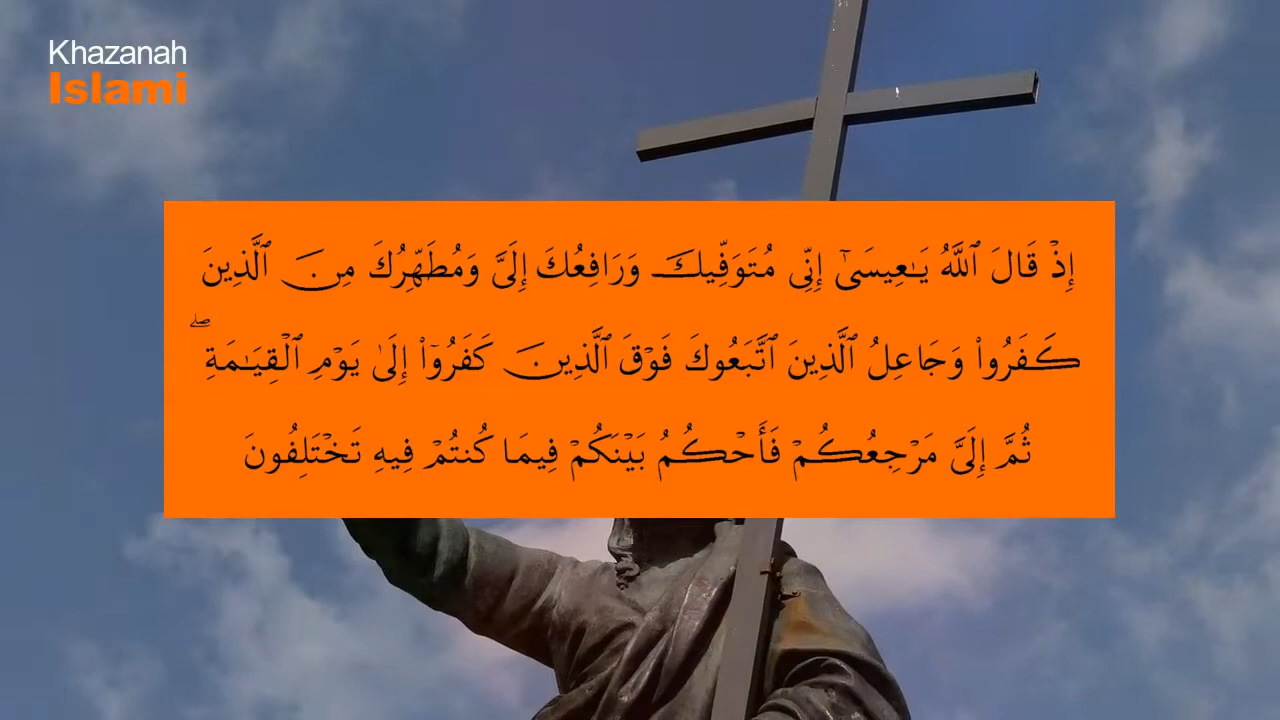 Khazanah
Islami
إِذْ قَالَ ٱللَّهُ يَـٰعِيسَىٰٓ إِنِّى مُتَوَفِّيكَ وَرَافِعُكَ إِلَىَّ وَمُطَهِّرُكَ مِنَ ٱلَّذِينَ
كَفَرُوا۟ وَجَاعِلُ ٱلَّذِينَ ٱتَّبَعُوكَ فَوْقَ ٱلَّذِينَ كَفَرُوٓا۟ إِلَىٰ يَوْمِ ٱلْقِيَـٰمَةِ ۖ
ثُمَّ إِلَىَّ مَرْجِعُكُمْ فَأَحْكُمُ بَيْنَكُمْ فِيمَا كُنتُمْ فِيهِ تَخْتَلِفُونَ